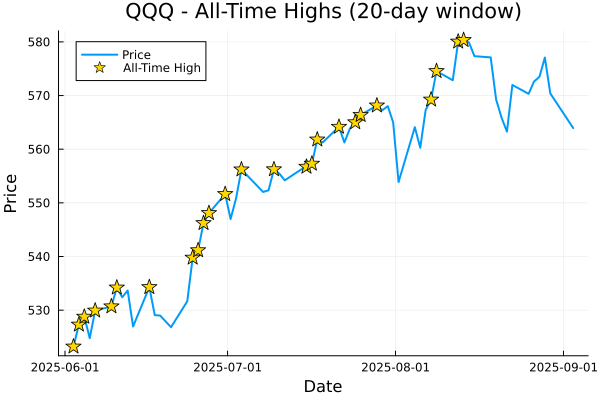 QQQ - All-Time Highs (20-day window)
Price
All-Time High
Price
580
570
560
550
540
530
2025-06-01 2025-07-01 2025-08-01 2025-09-01
Date